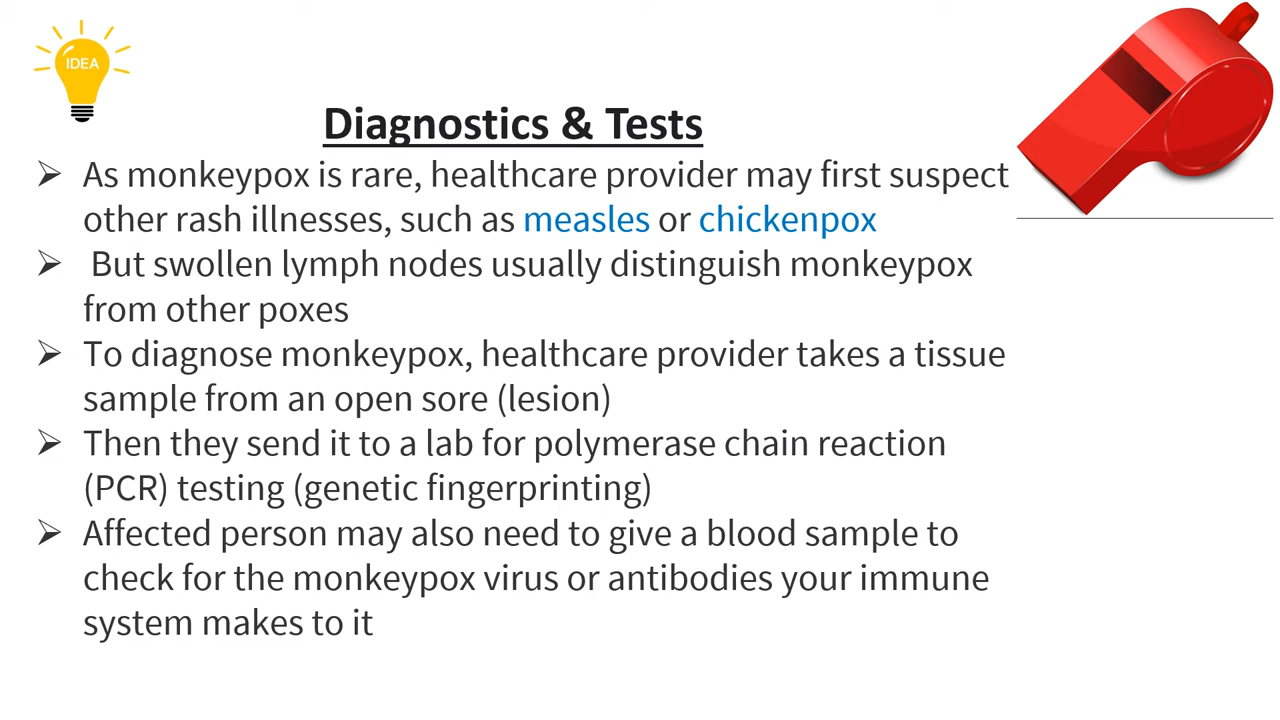 IDEA
Diagnostics & Tests
➢ As monkeypox is rare, healthcare provider may first suspect
other rash illnesses, such as measles or chickenpox
➢ But swollen lymph nodes usually distinguish monkeypox
from other poxes
➢ To diagnose monkeypox, healthcare provider takes a tissue
sample from an open sore (lesion)
➢ Then they send it to a lab for polymerase chain reaction
(PCR) testing (genetic fingerprinting)
➢ Affected person may also need to give a blood sample to
check for the monkeypox virus or antibodies your immune
system makes to it